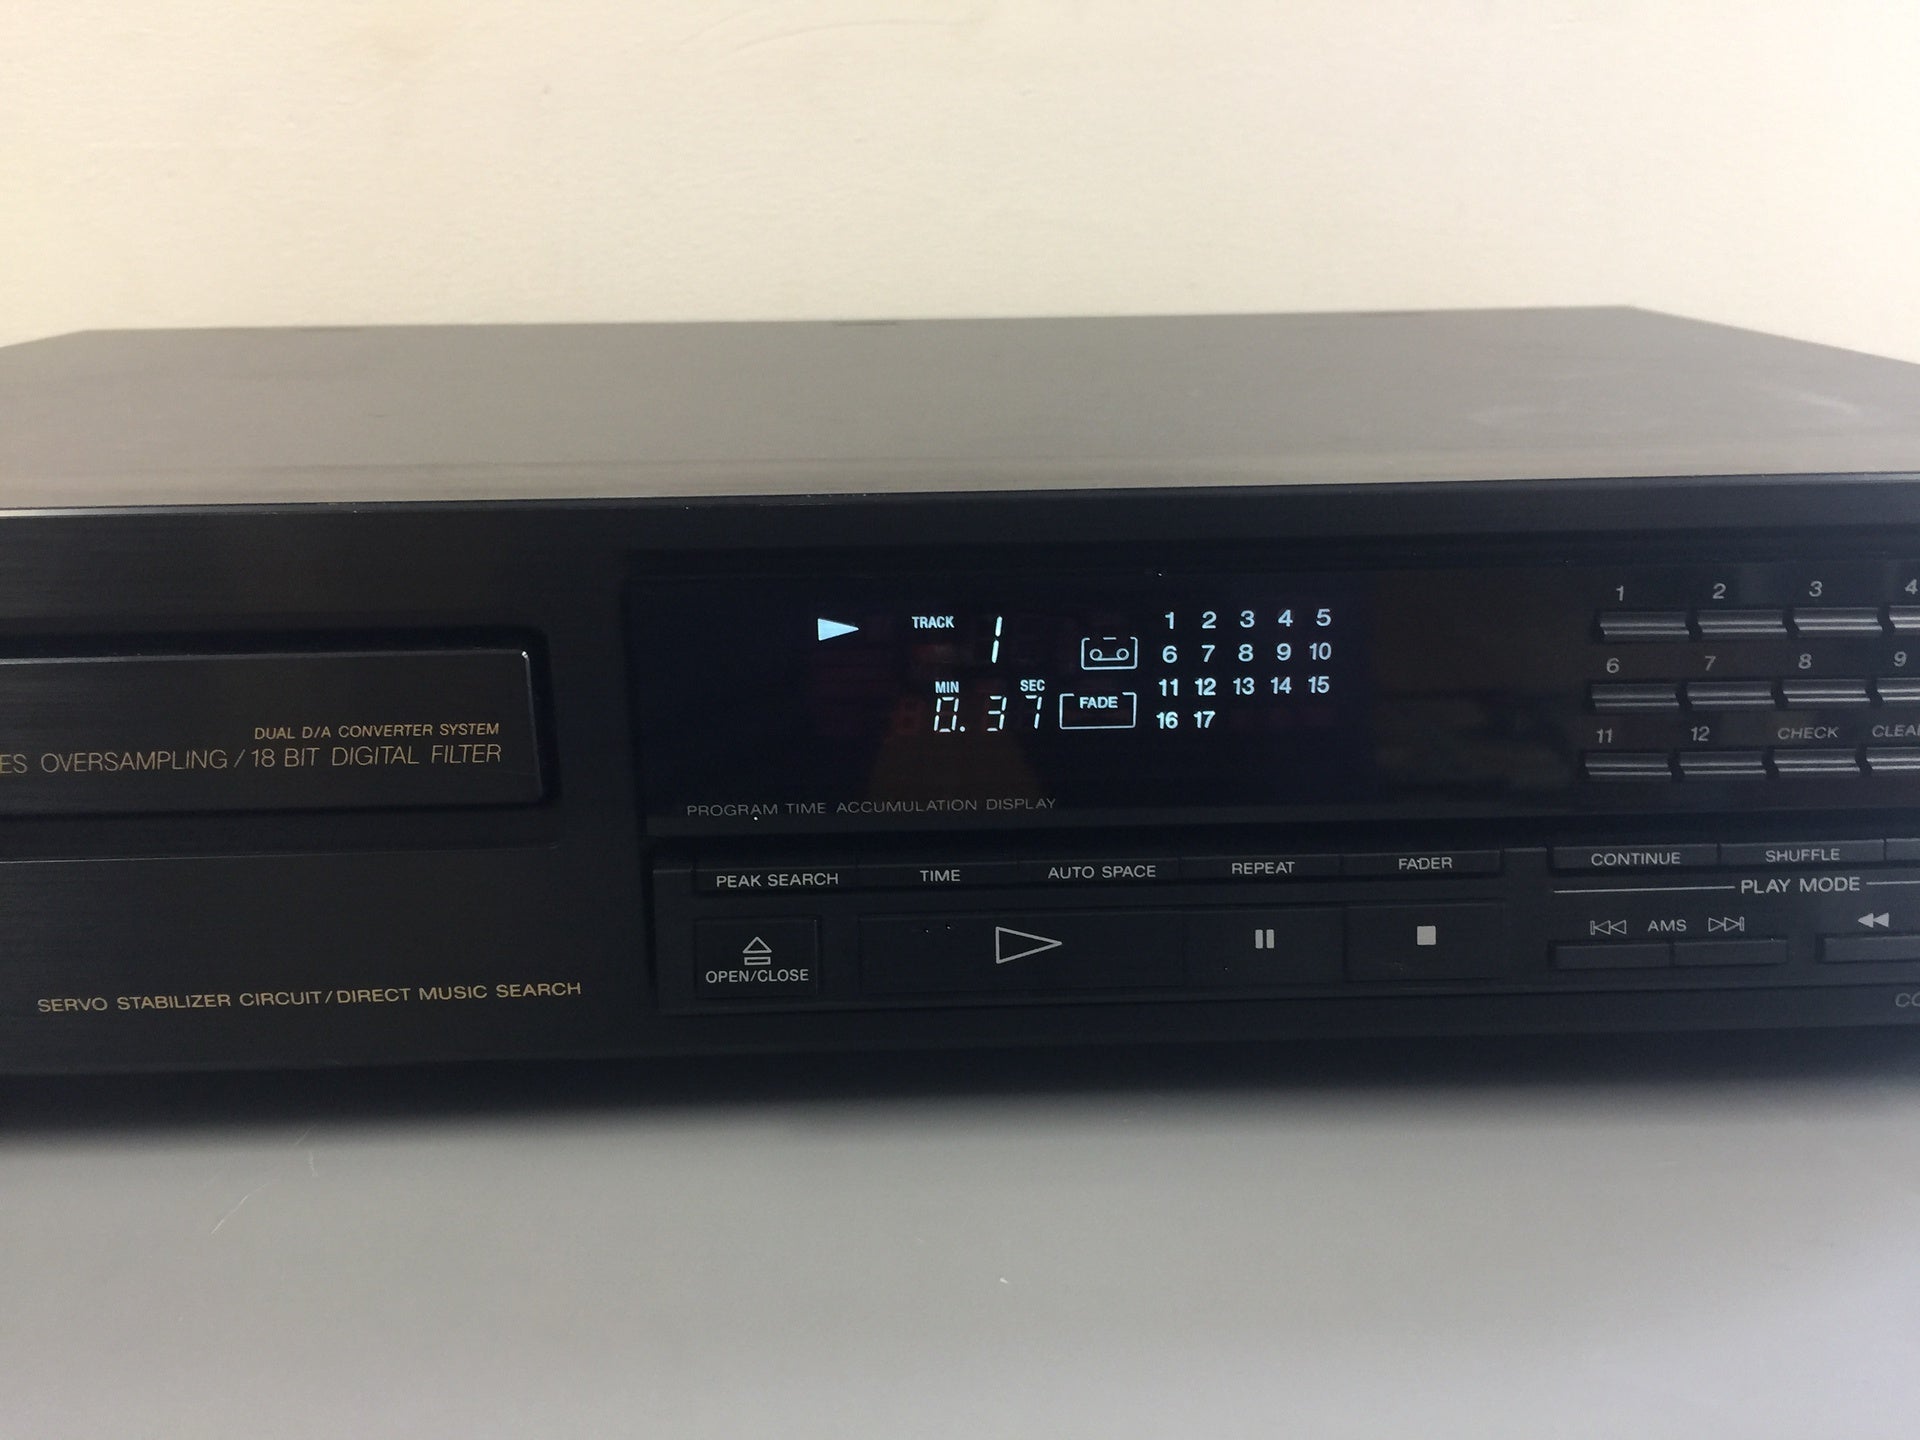 DUAL D/A CONVERTER SYSTEM
ES OVERSAMPLING / 18 BIT DIGITAL FILTER
SERVO STABILIZER CIRCUIT / DIRECT MUSIC SEARCH
TRACK 1
MIN SEC
0.37
FADE
1 2 3 4 5
6 7 8 9 10
11 12 13 14 15
16 17
PROGRAM TIME ACCUMULATION DISPLAY
1 2 3 4
6 7 8 9
11 12 CHECK CLEA
PEAK SEARCH TIME AUTO SPACE REPEAT FADER
CONTINUE SHUFFLE
PLAY MODE
AMS
OPEN/CLOSE
CO